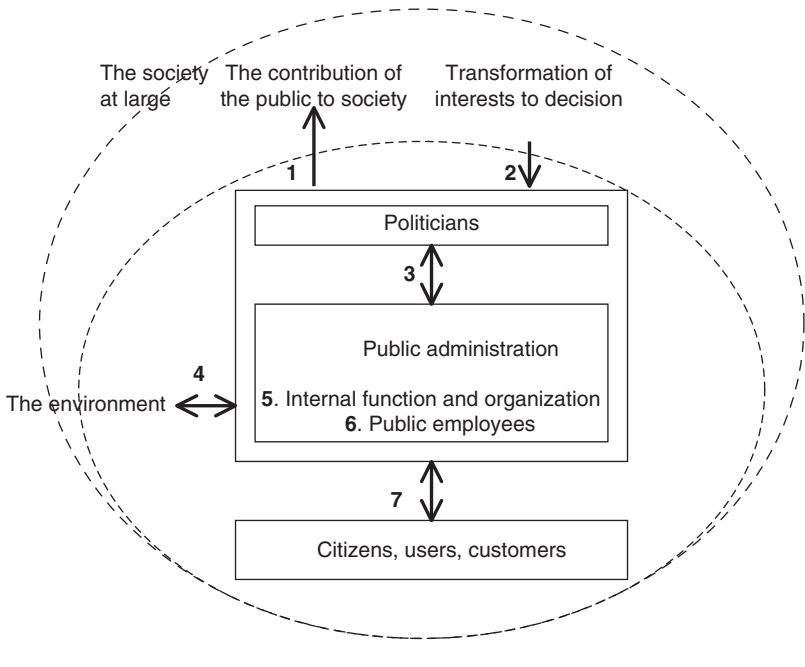 The society
at large
The contribution of
the public to society
Transformation of
interests to decision
1
2
Politicians
3
Public administration
4
The environment
5. Internal function and organization
6. Public employees
7
Citizens, users, customers